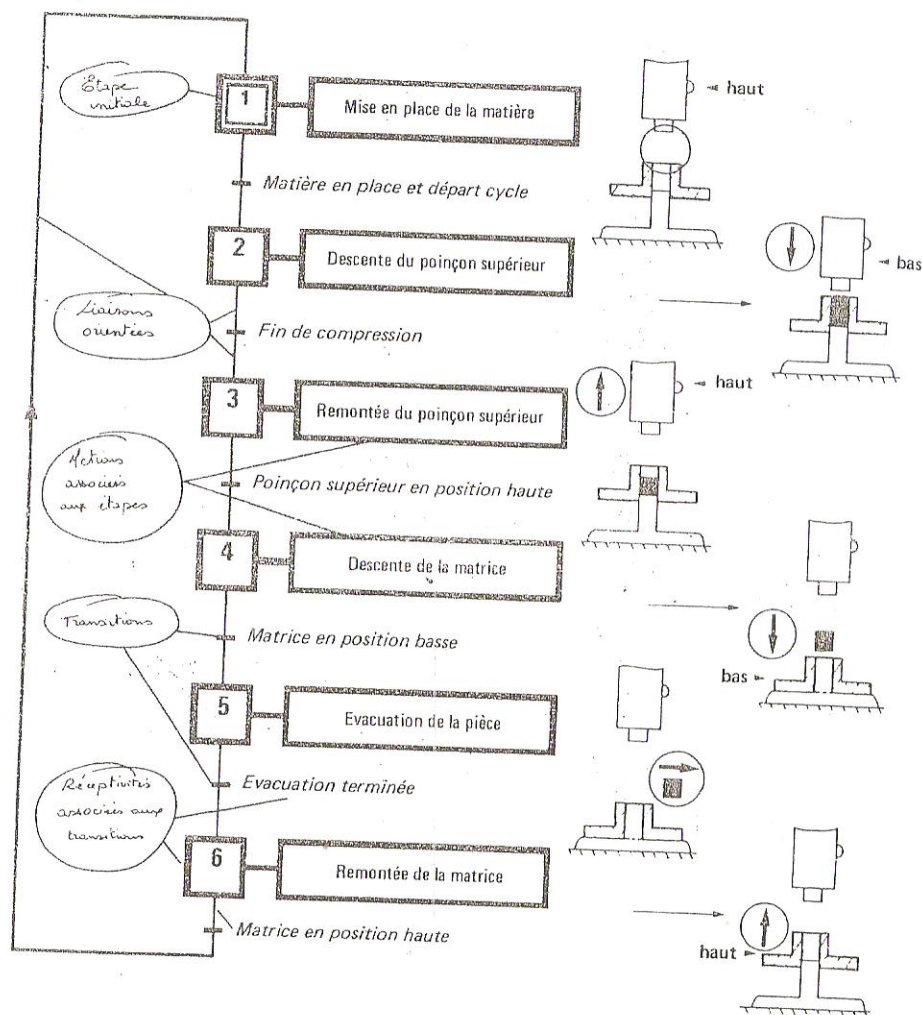 Étape
initiale
1
Mise en place de la matière
haut
Matière en place et départ cycle
2
Descente du poinçon supérieur
bas
Liaisons
orientées
Fin de compression
3
Remontée du poinçon supérieur
haut
Actions
associés
aux étapes
Poinçon supérieur en position haute
4
Descente de la matrice
Transitions
Matrice en position basse
bas
5
Evacuation de la pièce
Evacuation terminée
Réceptivités
associées aux
transitions
6
Remontée de la matrice
haut
Matrice en position haute